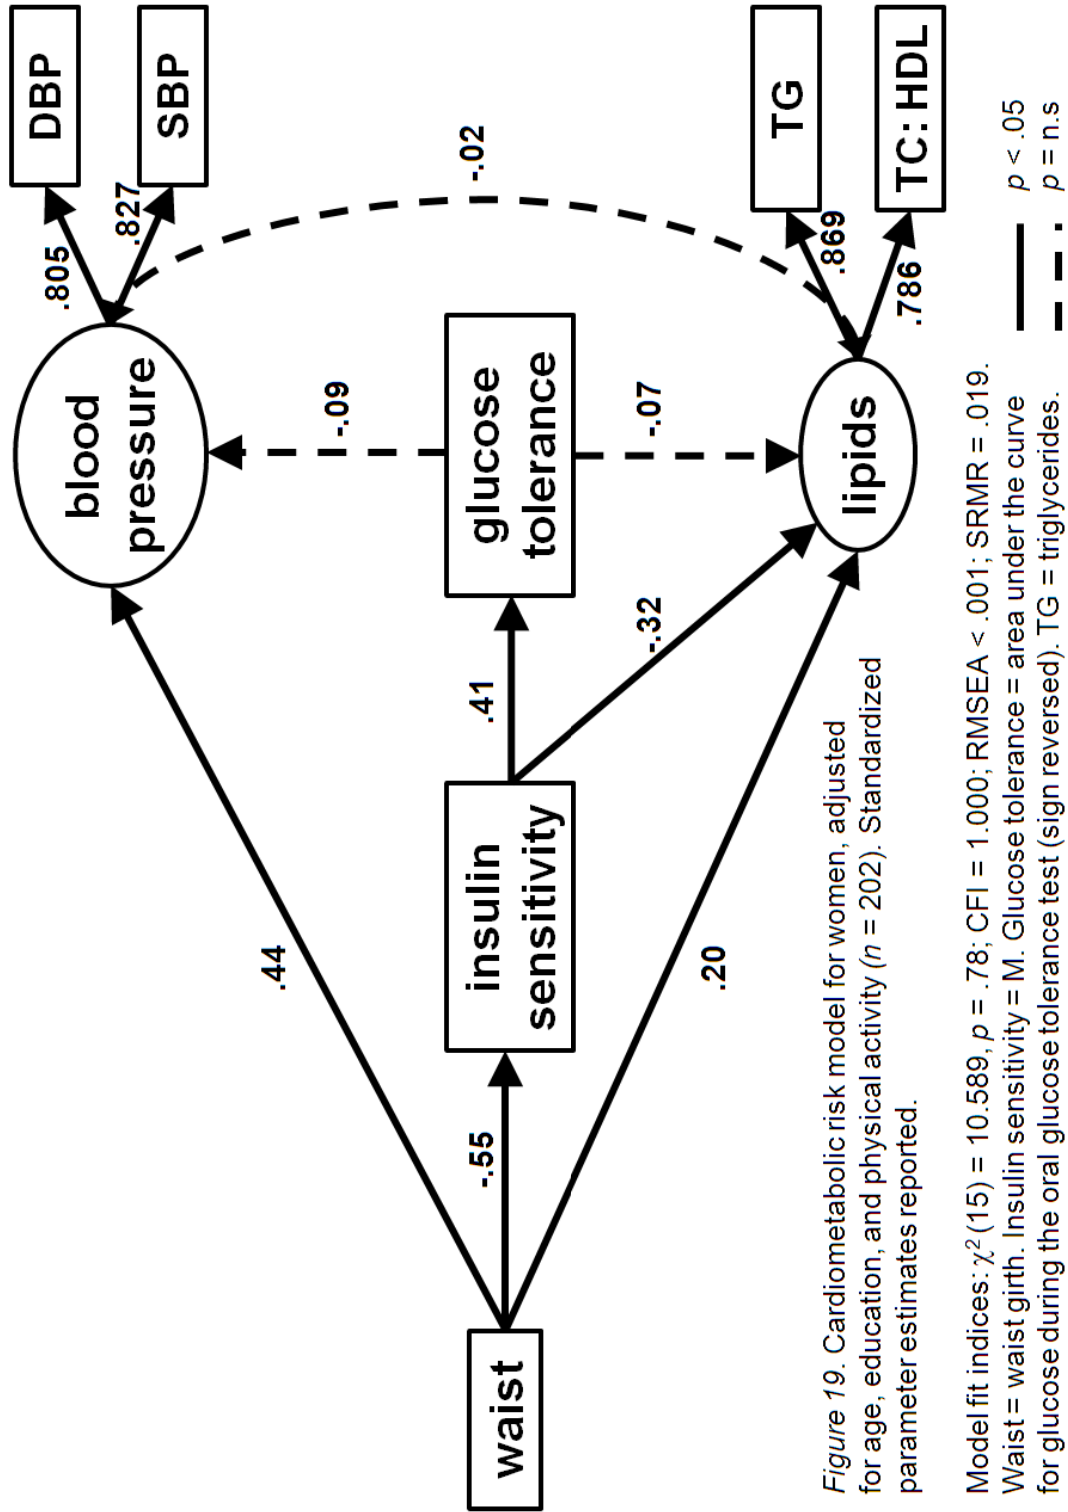 DBP
SBP
.805
.827
blood
pressure
-.02
.44
-.09
waist
-.55
insulin
sensitivity
.41
glucose
tolerance
-.32
-.07
.20
lipids
.869
.786
TG
TC: HDL
Figure 19. Cardiometabolic risk model for women, adjusted
for age, education, and physical activity (n = 202). Standardized
parameter estimates reported.
Model fit indices: χ² (15) = 10.589, p = .78; CFI = 1.000; RMSEA < .001; SRMR = .019.
Waist = waist girth. Insulin sensitivity = M. Glucose tolerance = area under the curve
for glucose during the oral glucose tolerance test (sign reversed). TG = triglycerides.
p < .05
p = n.s